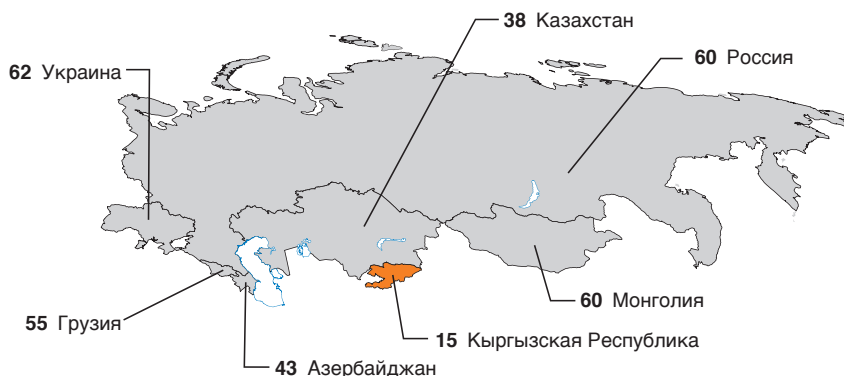 38 Казахстан
60 Россия
62 Украина
60 Монголия
55 Грузия
15 Кыргызская Республика
43 Азербайджан